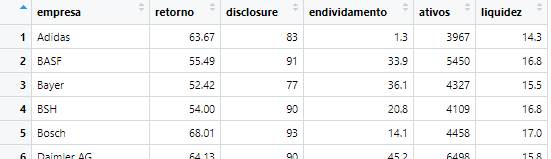 empresa retorno disclosure endividamento ativos liquidez
1 Adidas 63.67 83 1.3 3967 14.3
2 BASF 55.49 91 33.9 5450 16.8
3 Bayer 52.42 77 36.1 4327 15.5
4 BSH 54.00 90 20.8 4109 16.8
5 Bosch 68.01 93 14.1 4458 17.0
6 Daimler AG 64.13 90 45.2 6498 15.8